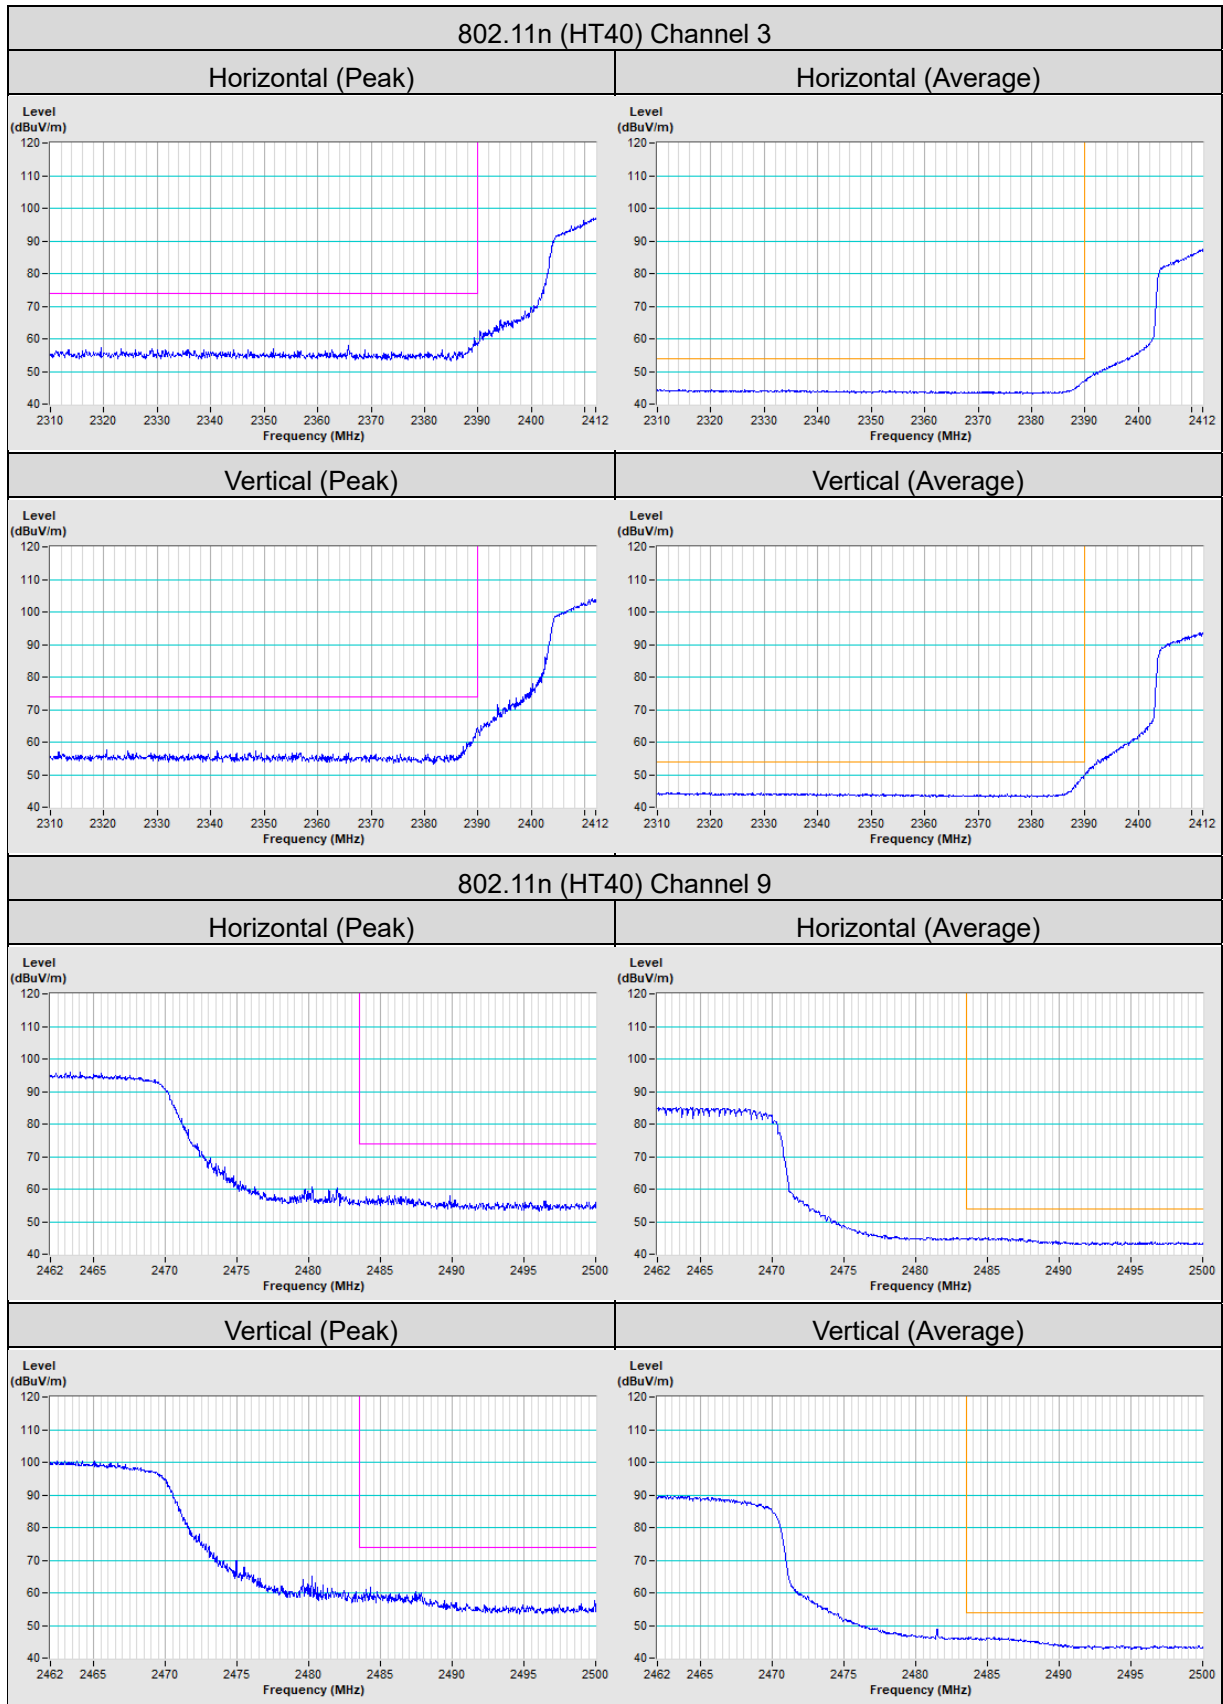 802.11n (HT40) Channel 3
Horizontal (Peak) Horizontal (Average)
Level
(dBuV/m)
120
110
100
90
80
70
60
50
40
2310 2320 2330 2340 2350 2360 2370 2380 2390 2400 2412
Frequency (MHz)
Level
(dBuV/m)
120
110
100
90
80
70
60
50
40
2310 2320 2330 2340 2350 2360 2370 2380 2390 2400 2412
Frequency (MHz)
Vertical (Peak) Vertical (Average)
Level
(dBuV/m)
120
110
100
90
80
70
60
50
40
2310 2320 2330 2340 2350 2360 2370 2380 2390 2400 2412
Frequency (MHz)
Level
(dBuV/m)
120
110
100
90
80
70
60
50
40
2310 2320 2330 2340 2350 2360 2370 2380 2390 2400 2412
Frequency (MHz)
802.11n (HT40) Channel 9
Horizontal (Peak) Horizontal (Average)
Level
(dBuV/m)
120
110
100
90
80
70
60
50
40
2462 2465 2470 2475 2480 2485 2490 2495 2500
Frequency (MHz)
Level
(dBuV/m)
120
110
100
90
80
70
60
50
40
2462 2465 2470 2475 2480 2485 2490 2495 2500
Frequency (MHz)
Vertical (Peak) Vertical (Average)
Level
(dBuV/m)
120
110
100
90
80
70
60
50
40
2462 2465 2470 2475 2480 2485 2490 2495 2500
Frequency (MHz)
Level
(dBuV/m)
120
110
100
90
80
70
60
50
40
2462 2465 2470 2475 2480 2485 2490 2495 2500
Frequency (MHz)